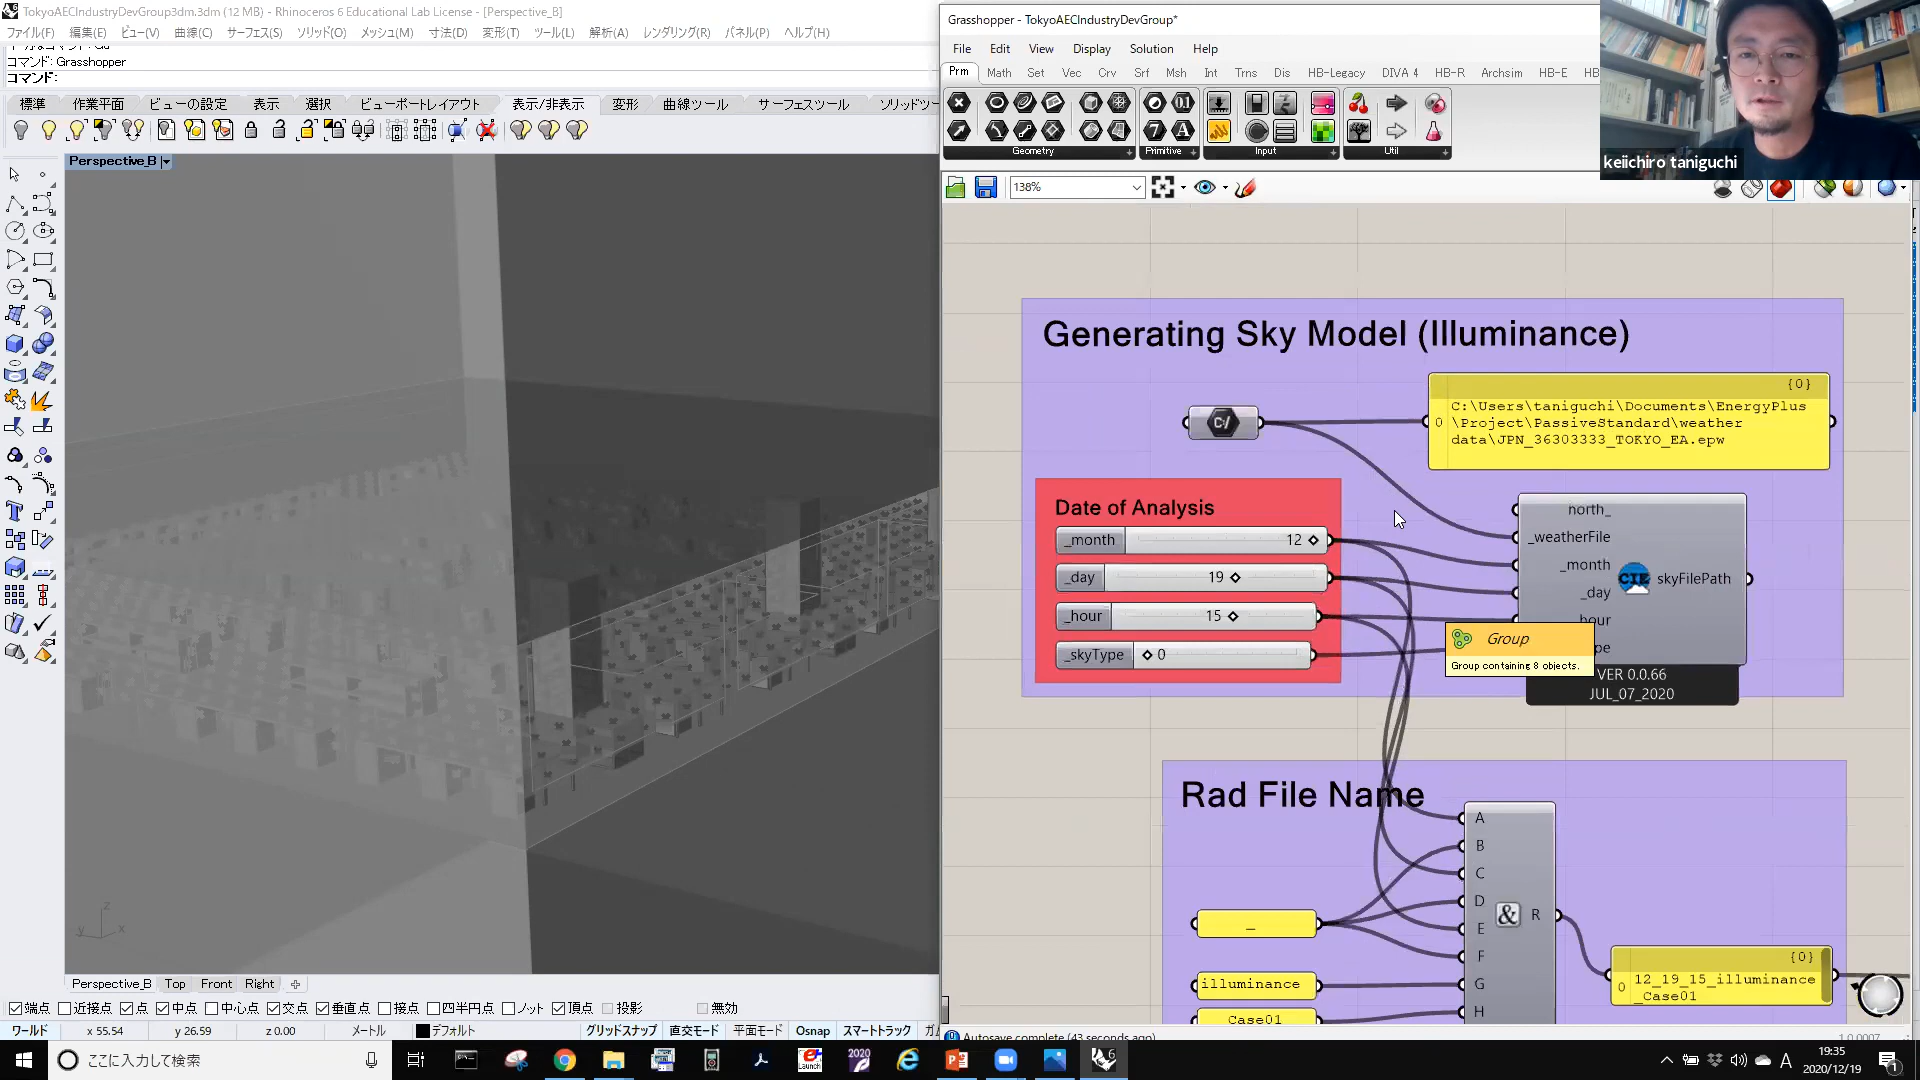 TokyoAECIndustryDevGroup3dm.3dm (12 MB) - Rhinoceros 6 Educational Lab License - [Perspective_B]
ファイル(F) 編集(E) ビュー(V) 曲線(C) サーフェス(S) ソリッド(O) メッシュ(M) 寸法(D) 変形(T) ツール(L) 解析(A) レンダリング(R) パネル(P) ヘルプ(H)
コマンド: Grasshopper
コマンド:
標準 作業平面 ビューの設定 表示 選択 ビューポートレイアウト 表示/非表示 変形 曲線ツール サーフェスツール ソリッドツー
Perspective_B
Grasshopper - TokyoAECIndustryDevGroup*
File Edit View Display Solution Help
Prm Math Set Vec Crv Srf Msh Int Trns Dis HB-Legacy DIVA 4 HB-R Archsim HB-E HB
Geometry Primitive Input Util
138%
keiichiro taniguchi
Generating Sky Model (Illuminance)
C:/
{0}
0 C:\Users\taniguchi\Documents\EnergyPlus
\Project\PassiveStandard\weather
data\JPN_36303333_TOKYO_EA.epw
Date of Analysis
_month 12
_day 19
_hour 15
_skyType 0
north_
_weatherFile
_month
_day
hour
pe
CIE
skyFilePath
Group
Group containing 8 objects.
VER 0.0.66
JUL_07_2020
Rad File Name
_
illuminance
Case01
A
B
C
D
E
F
G
H
&
R
{0}
0 12_19_15_illuminance
_Case01
Autosave complete (43 seconds ago)
1.0.0007
z
y x
Perspective_B Top Front Right
端点 近接点 点 中点 中心点 交点 垂直点 接点 四半円点 ノット 頂点 投影 無効
ワールド x 55.54 y 26.59 z 0.00 メートル デフォルト グリッドスナップ 直交モード 平面モード Osnap スマートトラック ガム
ここに入力して検索
Launch
2020
6
A
19:35
2020/12/19
1